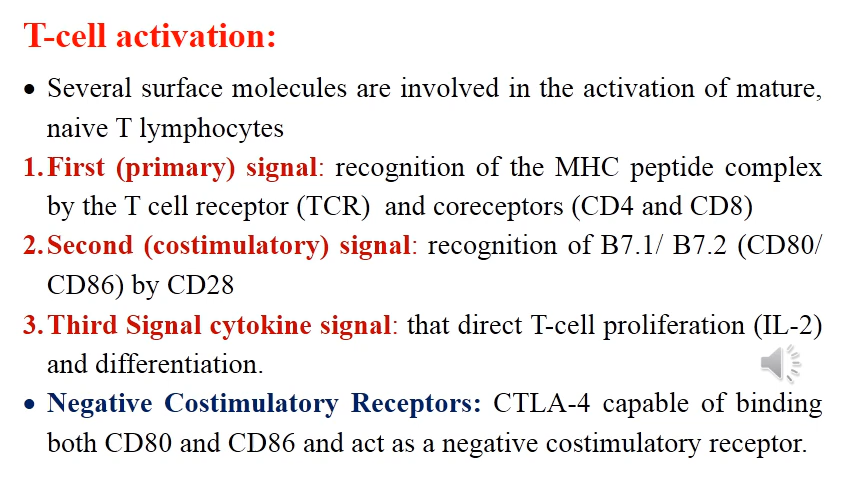 T-cell activation:
• Several surface molecules are involved in the activation of mature,
naive T lymphocytes
1. First (primary) signal: recognition of the MHC peptide complex
by the T cell receptor (TCR) and coreceptors (CD4 and CD8)
2. Second (costimulatory) signal: recognition of B7.1/ B7.2 (CD80/
CD86) by CD28
3. Third Signal cytokine signal: that direct T-cell proliferation (IL-2)
and differentiation.
• Negative Costimulatory Receptors: CTLA-4 capable of binding
both CD80 and CD86 and act as a negative costimulatory receptor.